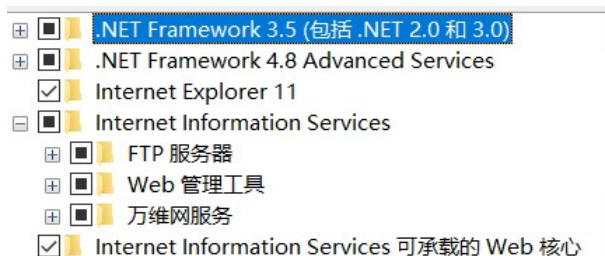 .NET Framework 3.5 (包括 .NET 2.0 和 3.0)
.NET Framework 4.8 Advanced Services
Internet Explorer 11
Internet Information Services
FTP 服务器
Web 管理工具
万维网服务
Internet Information Services 可承载的 Web 核心